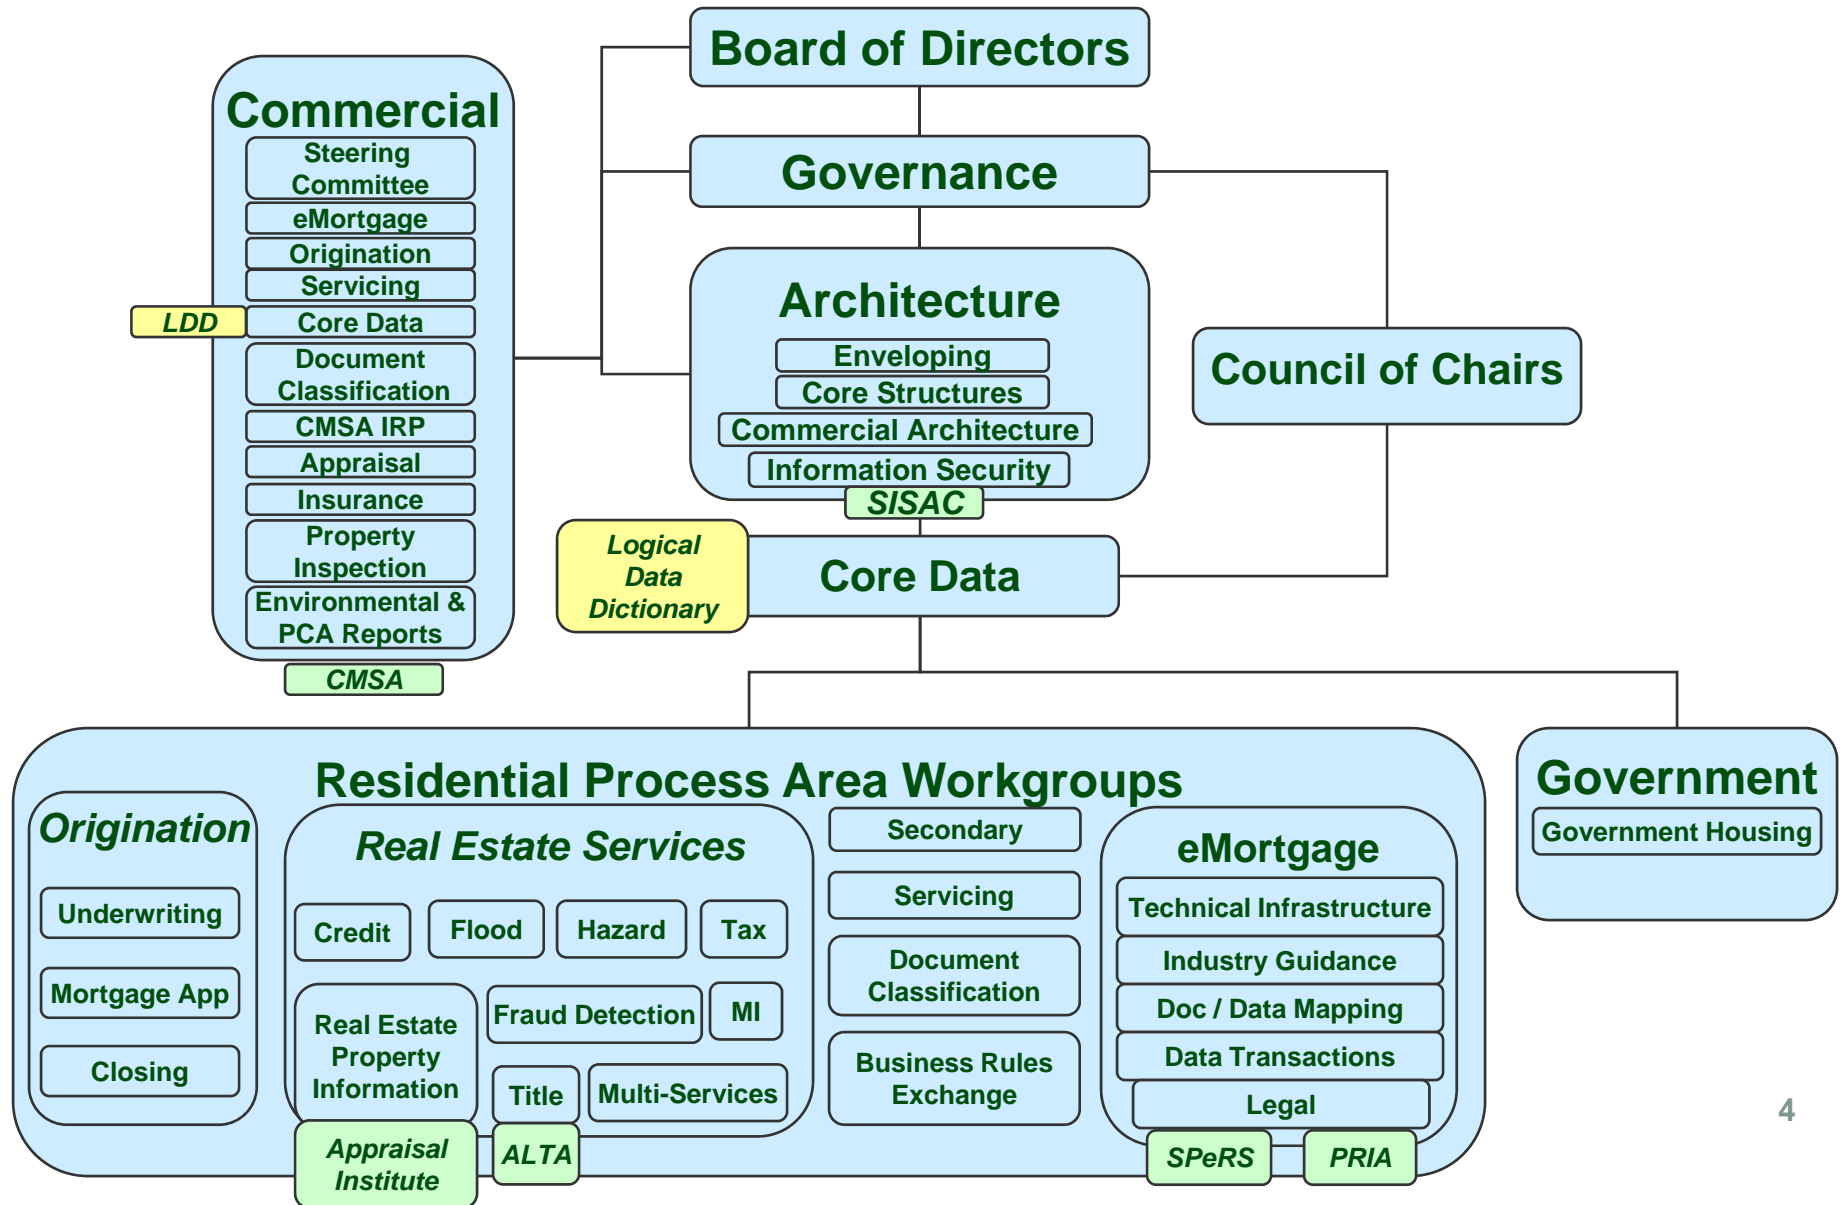 Board of Directors
Commercial
Steering
Committee
eMortgage
Origination
Servicing
LDD
Core Data
Document
Classification
CMSA IRP
Appraisal
Insurance
Property
Inspection
Environmental &
PCA Reports
CMSA
Governance
Architecture
Enveloping
Core Structures
Commercial Architecture
Information Security
SISAC
Council of Chairs
Logical
Data
Dictionary
Core Data
Residential Process Area Workgroups
Origination
Underwriting
Mortgage App
Closing
Real Estate Services
Credit
Flood
Hazard
Tax
Real Estate
Property
Information
Fraud Detection
MI
Title
Multi-Services
Appraisal
Institute
ALTA
Secondary
Servicing
Document
Classification
Business Rules
Exchange
eMortgage
Technical Infrastructure
Industry Guidance
Doc / Data Mapping
Data Transactions
Legal
SPeRS
PRIA
Government
Government Housing
4